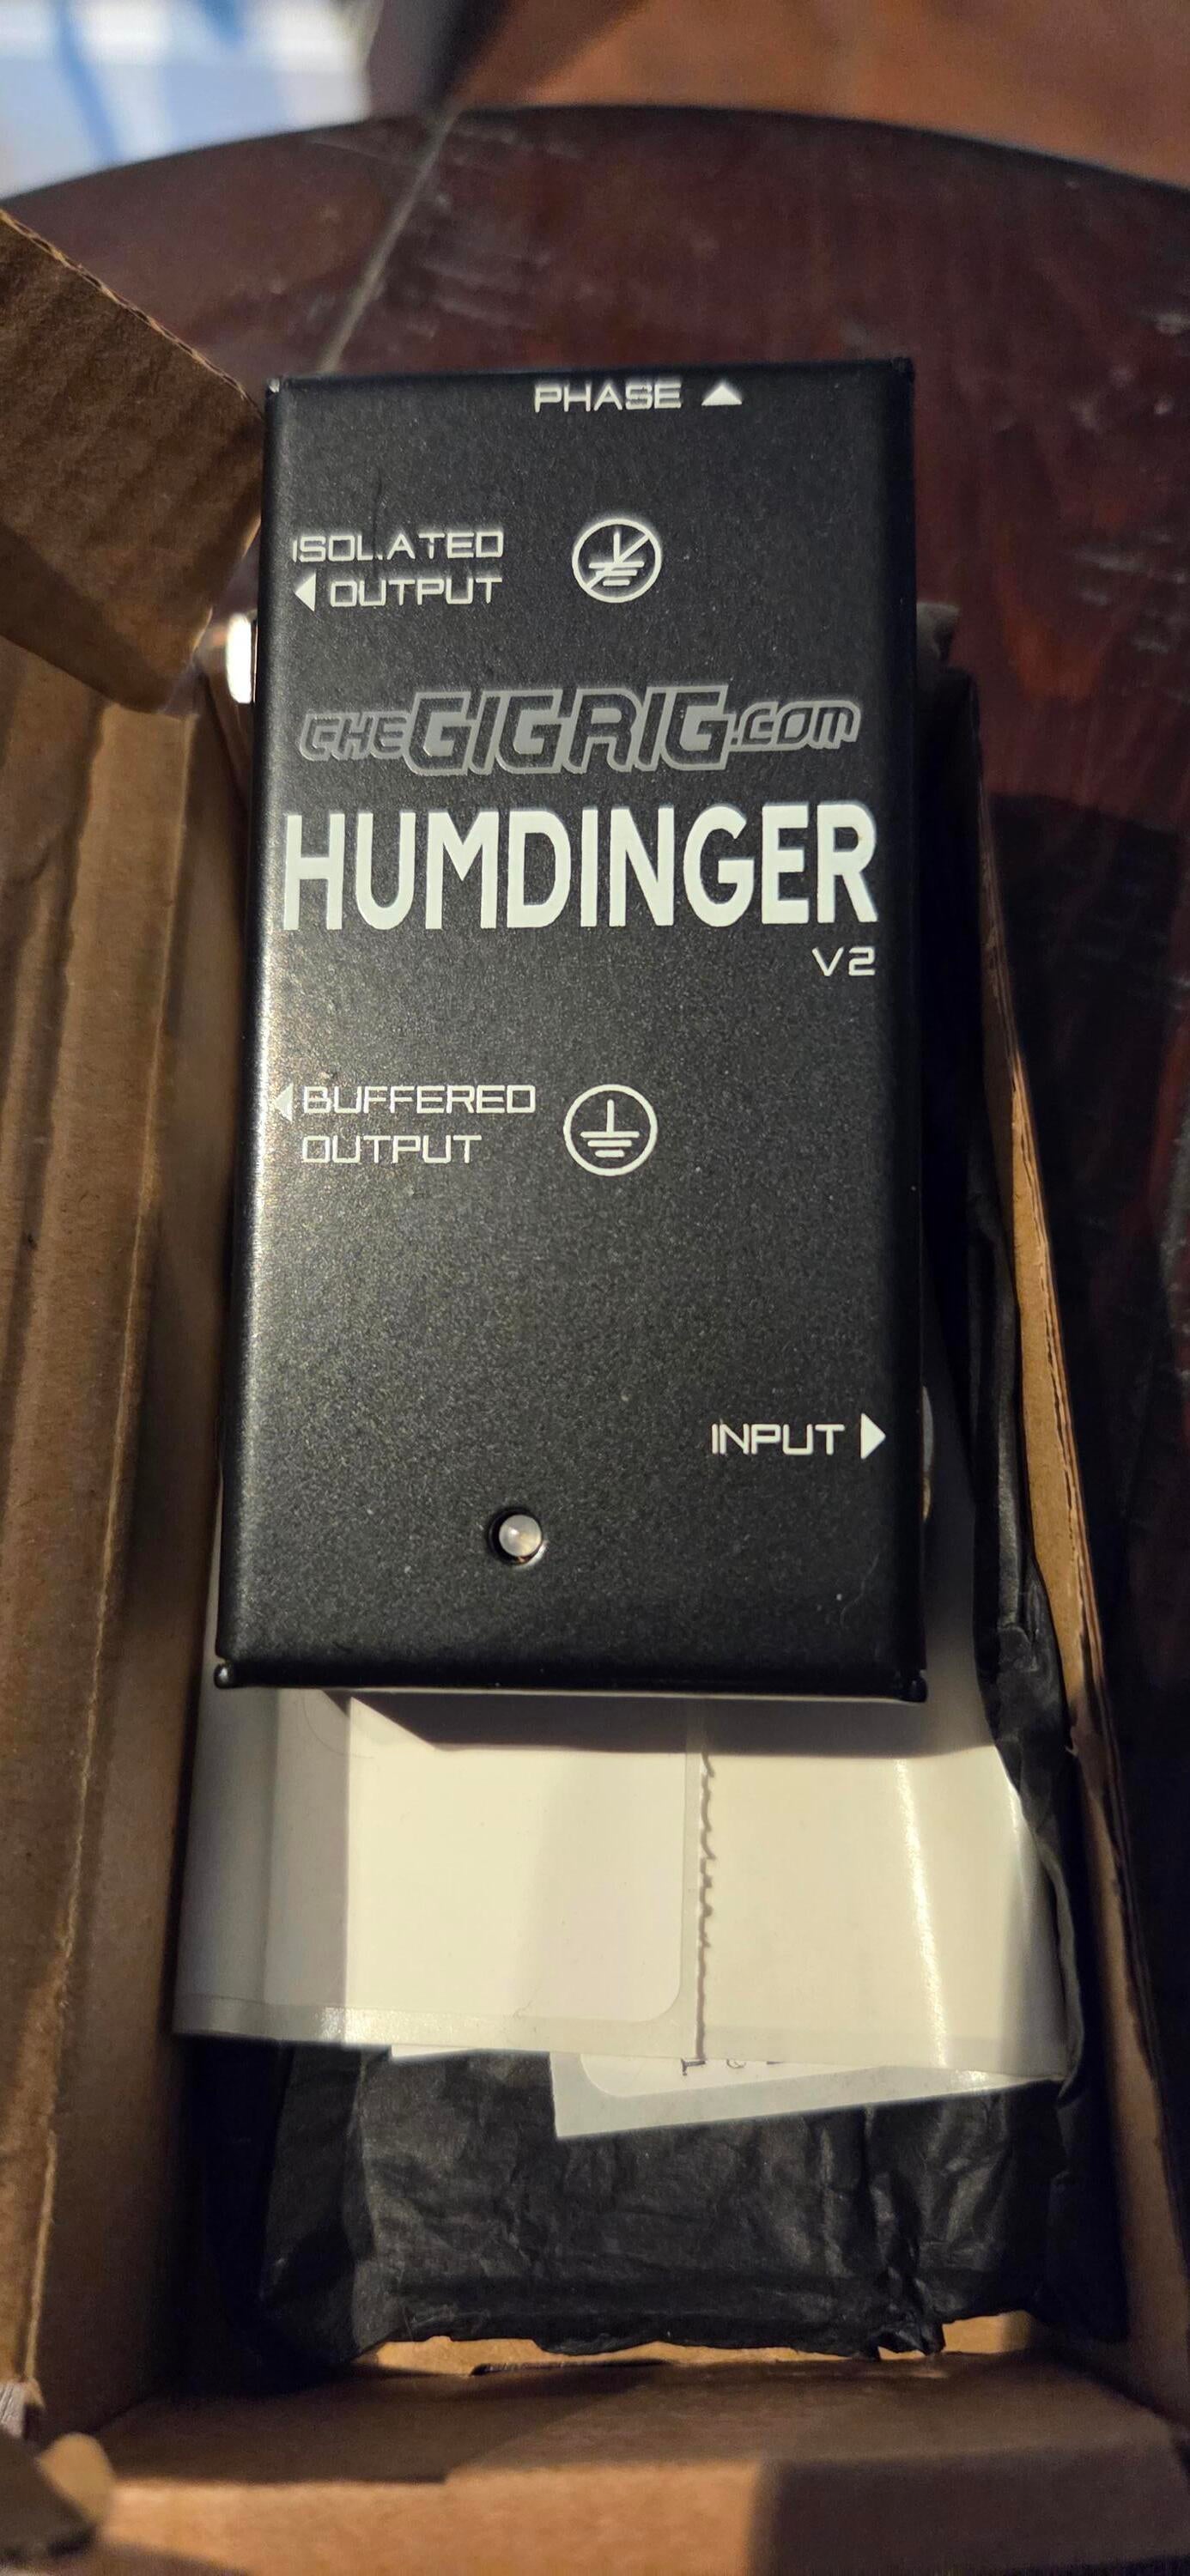 PHASE
ISOLATED
OUTPUT
THEGIGRIG.COM
HUMDINGER
V2
BUFFERED
OUTPUT
INPUT